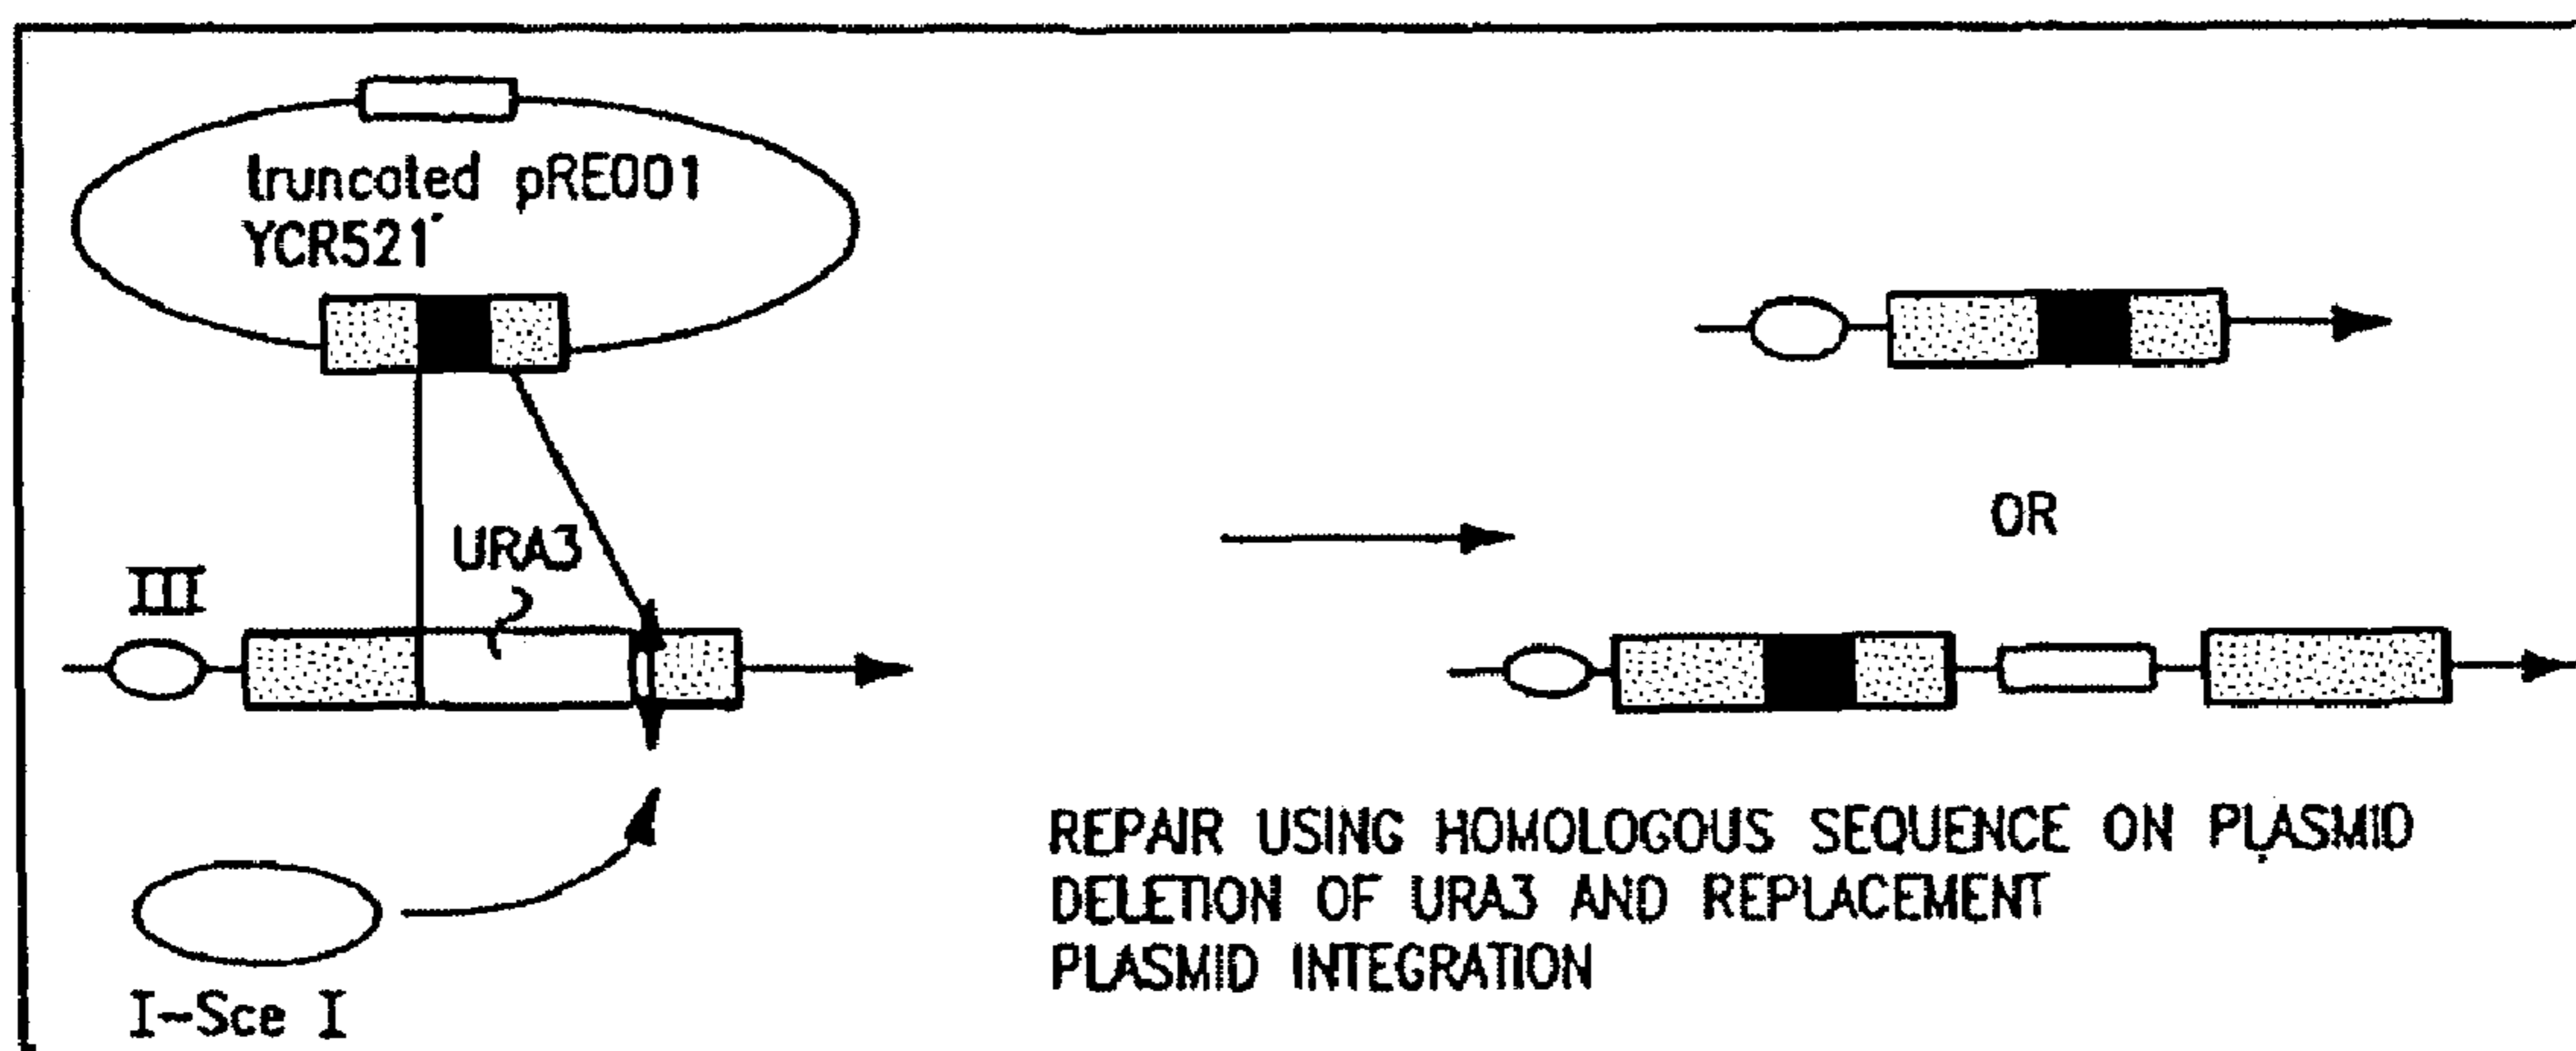 truncated pRE001
YCR521
URA3
III
OR
I-Sce I
REPAIR USING HOMOLOGOUS SEQUENCE ON PLASMID
DELETION OF URA3 AND REPLACEMENT
PLASMID INTEGRATION